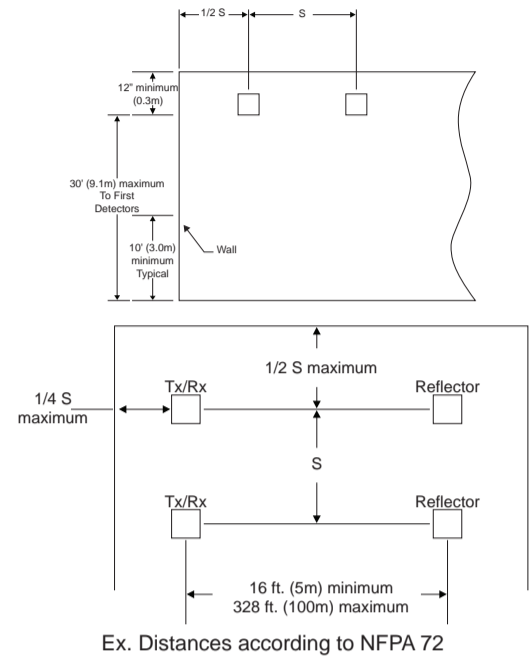 1/2 S
S
12" minimum
(0.3m)
30' (9.1m) maximum
To First
Detectors
10' (3.0m)
minimum
Typical
Wall
1/2 S maximum
Tx/Rx
Reflector
1/4 S
maximum
S
Tx/Rx
Reflector
16 ft. (5m) minimum
328 ft. (100m) maximum
Ex. Distances according to NFPA 72